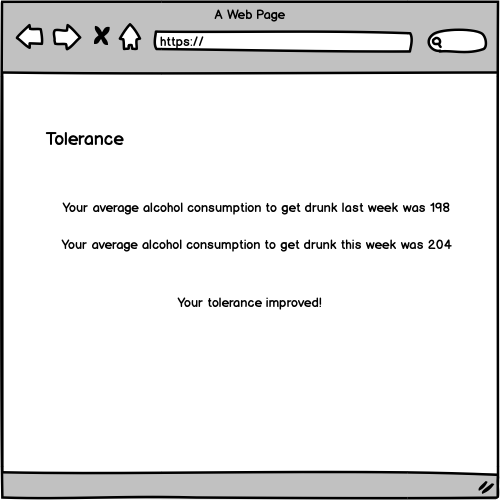 A Web Page
https://
Tolerance
Your average alcohol consumption to get drunk last week was 198
Your average alcohol consumption to get drunk this week was 204
Your tolerance improved!